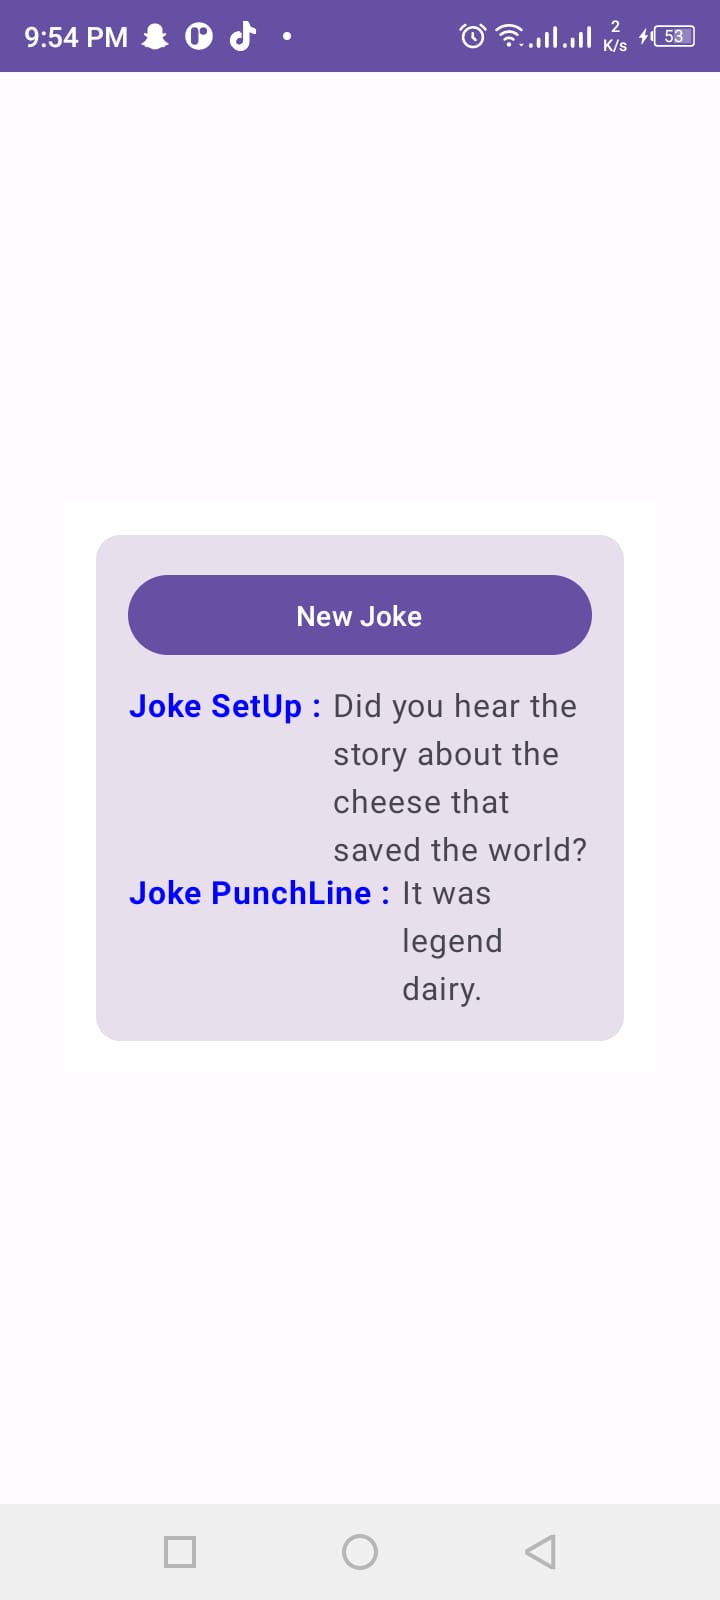 9:54 PM
2
K/s
53
New Joke
Joke SetUp : Did you hear the
story about the
cheese that
saved the world?
Joke PunchLine : It was
legend
dairy.